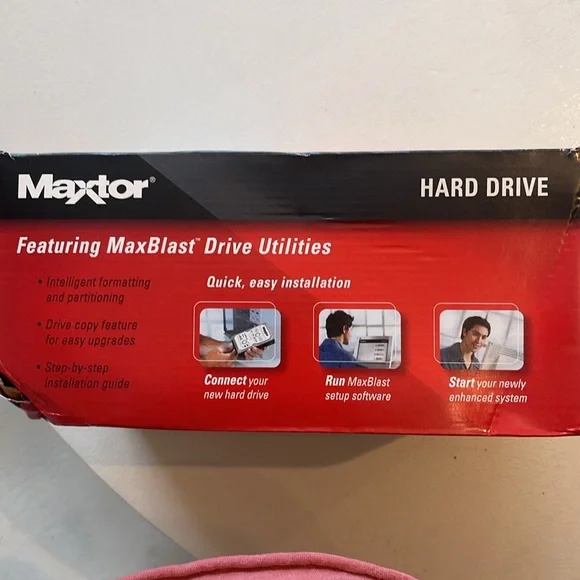 Maxtor®
HARD DRIVE
Featuring MaxBlast™ Drive Utilities
• Intelligent formatting
and partitioning
• Drive copy feature
for easy upgrades
• Step-by-step
installation guide
Quick, easy installation
Connect your
new hard drive
Run MaxBlast
setup software
Start your newly
enhanced system